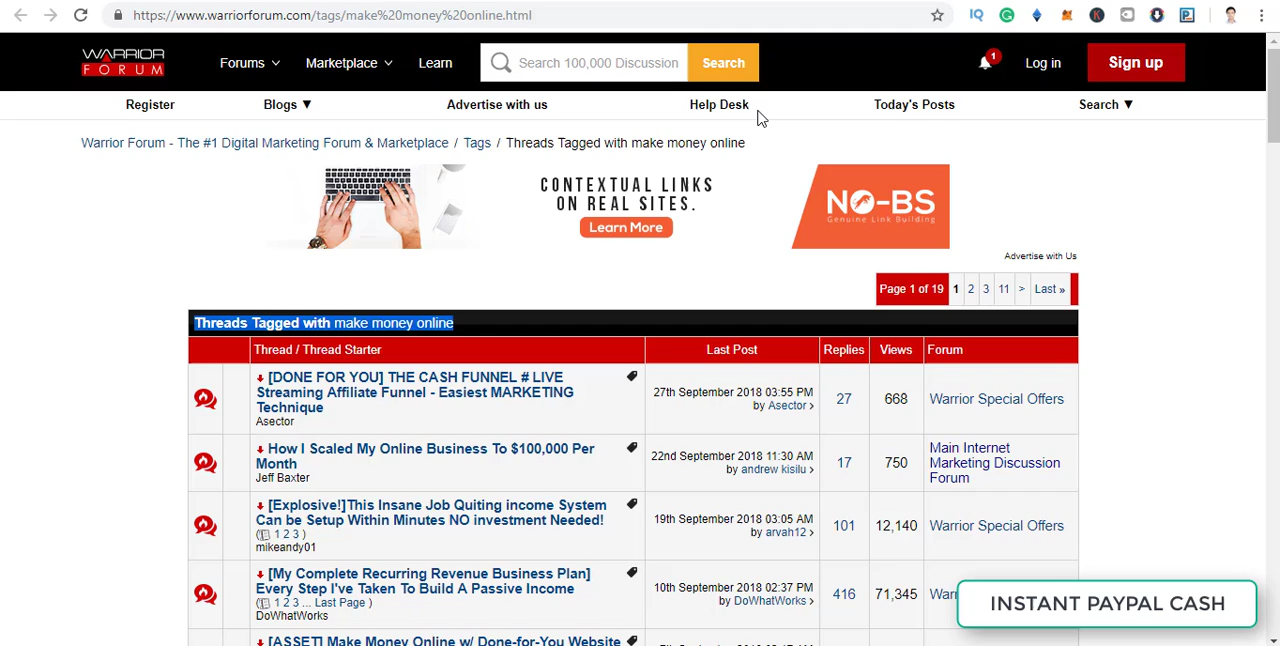 https://www.warriorforum.com/tags/make%20money%20online.html
WARRIOR
FORUM
Forums
Marketplace
Learn
Search 100,000 Discussion
Search
1
Log in
Sign up
Register
Blogs ▼
Advertise with us
Help Desk
Today's Posts
Search ▼
Warrior Forum - The #1 Digital Marketing Forum & Marketplace / Tags / Threads Tagged with make money online
CONTEXTUAL LINKS
ON REAL SITES.
Learn More
NO-BS
Genuine Link Building
Advertise with Us
Page 1 of 19 1 2 3 11 > Last »
Threads Tagged with make money online
Thread / Thread Starter
Last Post
Replies
Views
Forum
[DONE FOR YOU] THE CASH FUNNEL # LIVE
Streaming Affiliate Funnel - Easiest MARKETING
Technique
Asector
27th September 2018 03:55 PM
by Asector ›
27
668
Warrior Special Offers
How I Scaled My Online Business To $100,000 Per
Month
Jeff Baxter
22nd September 2018 11:30 AM
by andrew kisilu ›
17
750
Main Internet
Marketing Discussion
Forum
[Explosive!]This Insane Job Quiting income System
Can be Setup Within Minutes NO investment Needed!
( 1 2 3 )
mikeandy01
19th September 2018 03:05 AM
by arvah12 ›
101
12,140
Warrior Special Offers
[My Complete Recurring Revenue Business Plan]
Every Step I've Taken To Build A Passive Income
( 1 2 3 ... Last Page )
DoWhatWorks
10th September 2018 02:37 PM
by DoWhatWorks ›
416
71,345
[ASSET] Make Money Online w/ Done-for-You Website
INSTANT PAYPAL CASH